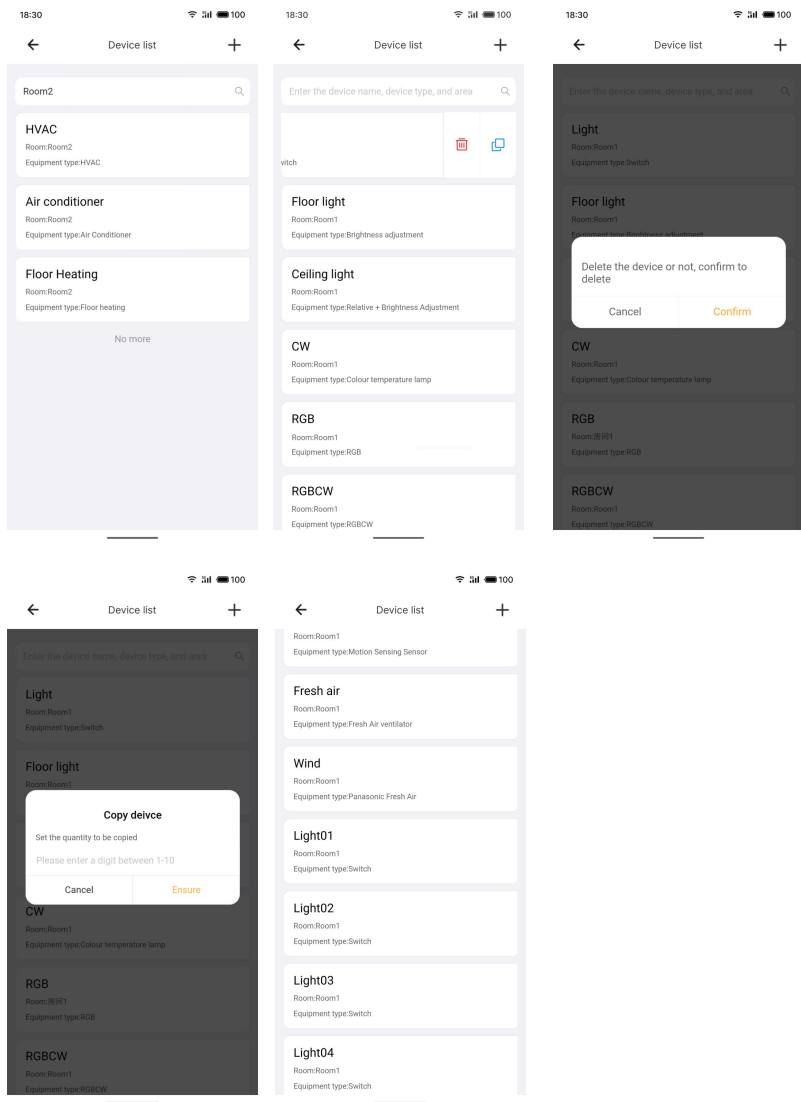 18:30
100
Device list
Room2
HVAC
Room:Room2
Equipment type:HVAC
Air conditioner
Room:Room2
Equipment type:Air Conditioner
Floor Heating
Room:Room2
Equipment type:Floor heating
No more
18:30
100
Device list
Enter the device name, device type, and area
vitch
Floor light
Room:Room1
Equipment type:Brightness adjustment
Ceiling light
Room:Room1
Equipment type:Relative + Brightness Adjustment
CW
Room:Room1
Equipment type:Colour temperature lamp
RGB
Room:Room1
Equipment type:RGB
RGBCW
Room:Room1
Equipment type:RGBCW
18:30
100
Device list
Enter the device name, device type, and area
Light
Room:Room1
Equipment type:Switch
Floor light
Room:Room1
Equipment type:Brightness adjustment
Delete the device or not, confirm to
delete
Cancel Confirm
CW
Room:Room1
Equipment type:Colour temperature lamp
RGB
Room:房间1
Equipment type:RGB
RGBCW
Room:Room1
Equipment type:RGBCW
100
Device list
Enter the device name, device type, and area
Light
Room:Room1
Equipment type:Switch
Floor light
Room:Room1
Copy deivce
Set the quantity to be copied
Please enter a digit between 1-10
Cancel Ensure
CW
Room:Room1
Equipment type:Colour temperature lamp
RGB
Room:房间1
Equipment type:RGB
RGBCW
Room:Room1
Equipment type:RGBCW
100
Device list
Room:Room1
Equipment type:Motion Sensing Sensor
Fresh air
Room:Room1
Equipment type:Fresh Air ventilator
Wind
Room:Room1
Equipment type:Panasonic Fresh Air
Light01
Room:Room1
Equipment type:Switch
Light02
Room:Room1
Equipment type:Switch
Light03
Room:Room1
Equipment type:Switch
Light04
Room:Room1
Equipment type:Switch